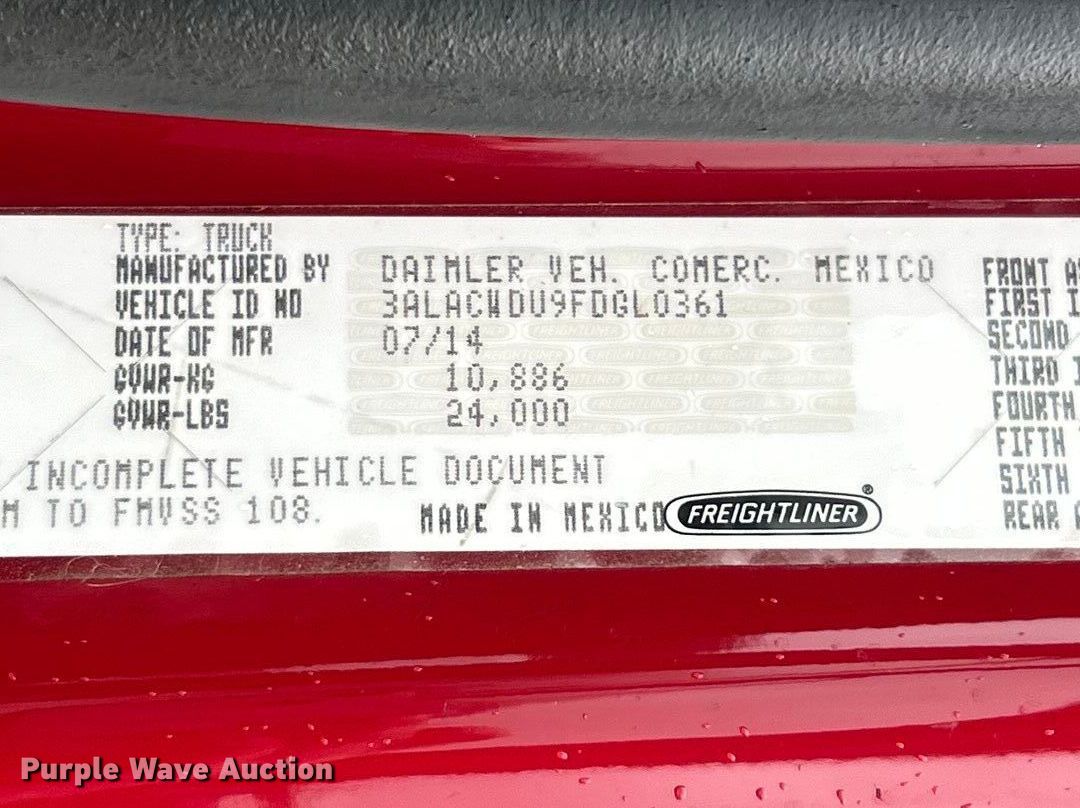 TYPE: TRUCK
MANUFACTURED BY DAIMLER VEH. COMERC. MEXICO
VEHICLE ID NO 3ALACWDU9FDGL0361
DATE OF MFR 07/14
GVWR-KG 10,886
GVWR-LBS 24,000
INCOMPLETE VEHICLE DOCUMENT
M TO FMVSS 108.
MADE IN MEXICO FREIGHTLINER®
FRONT A
FIRST I
SECOND
THIRD I
FOURTH
FIFTH
SIXTH
REAR A
Purple Wave Auction